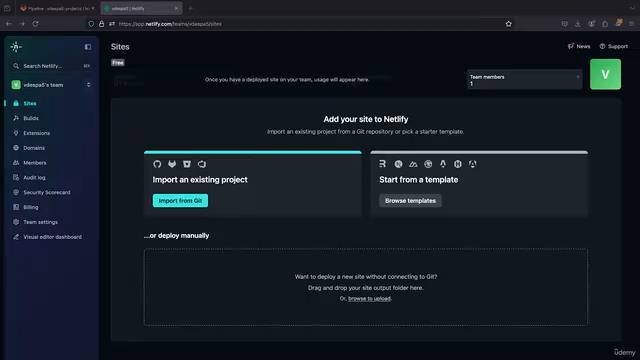 Pipeline · vdeespa5/project
vdeespa5 | Netlify
https://app.netlify.com/teams/vdeespa5/sites
Search Netlify...
vdeespa5's team
Sites
Builds
Extensions
Domains
Members
Audit log
Security Scorecard
Billing
Team settings
Visual editor dashboard
Sites
News
Support
Free
Once you have a deployed site on your team, usage will appear here.
Team members
1
V
Add your site to Netlify
Import an existing project from a Git repository or pick a starter template.
Import an existing project
Import from Git
Start from a template
Browse templates
...or deploy manually
Want to deploy a new site without connecting to Git?
Drag and drop your site output folder here.
Or, browse to upload.
udemy